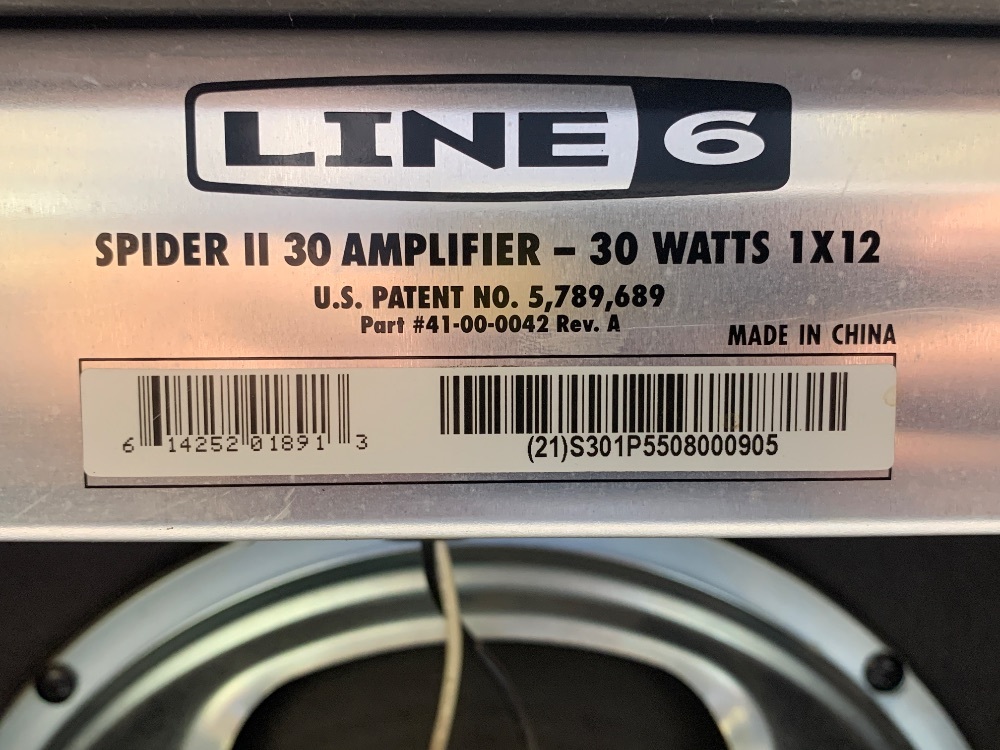 LINE 6
SPIDER II 30 AMPLIFIER – 30 WATTS 1X12
U.S. PATENT NO. 5,789,689
Part #41-00-0042 Rev. A
MADE IN CHINA
6 14252 01891 3
(21)S301P5508000905